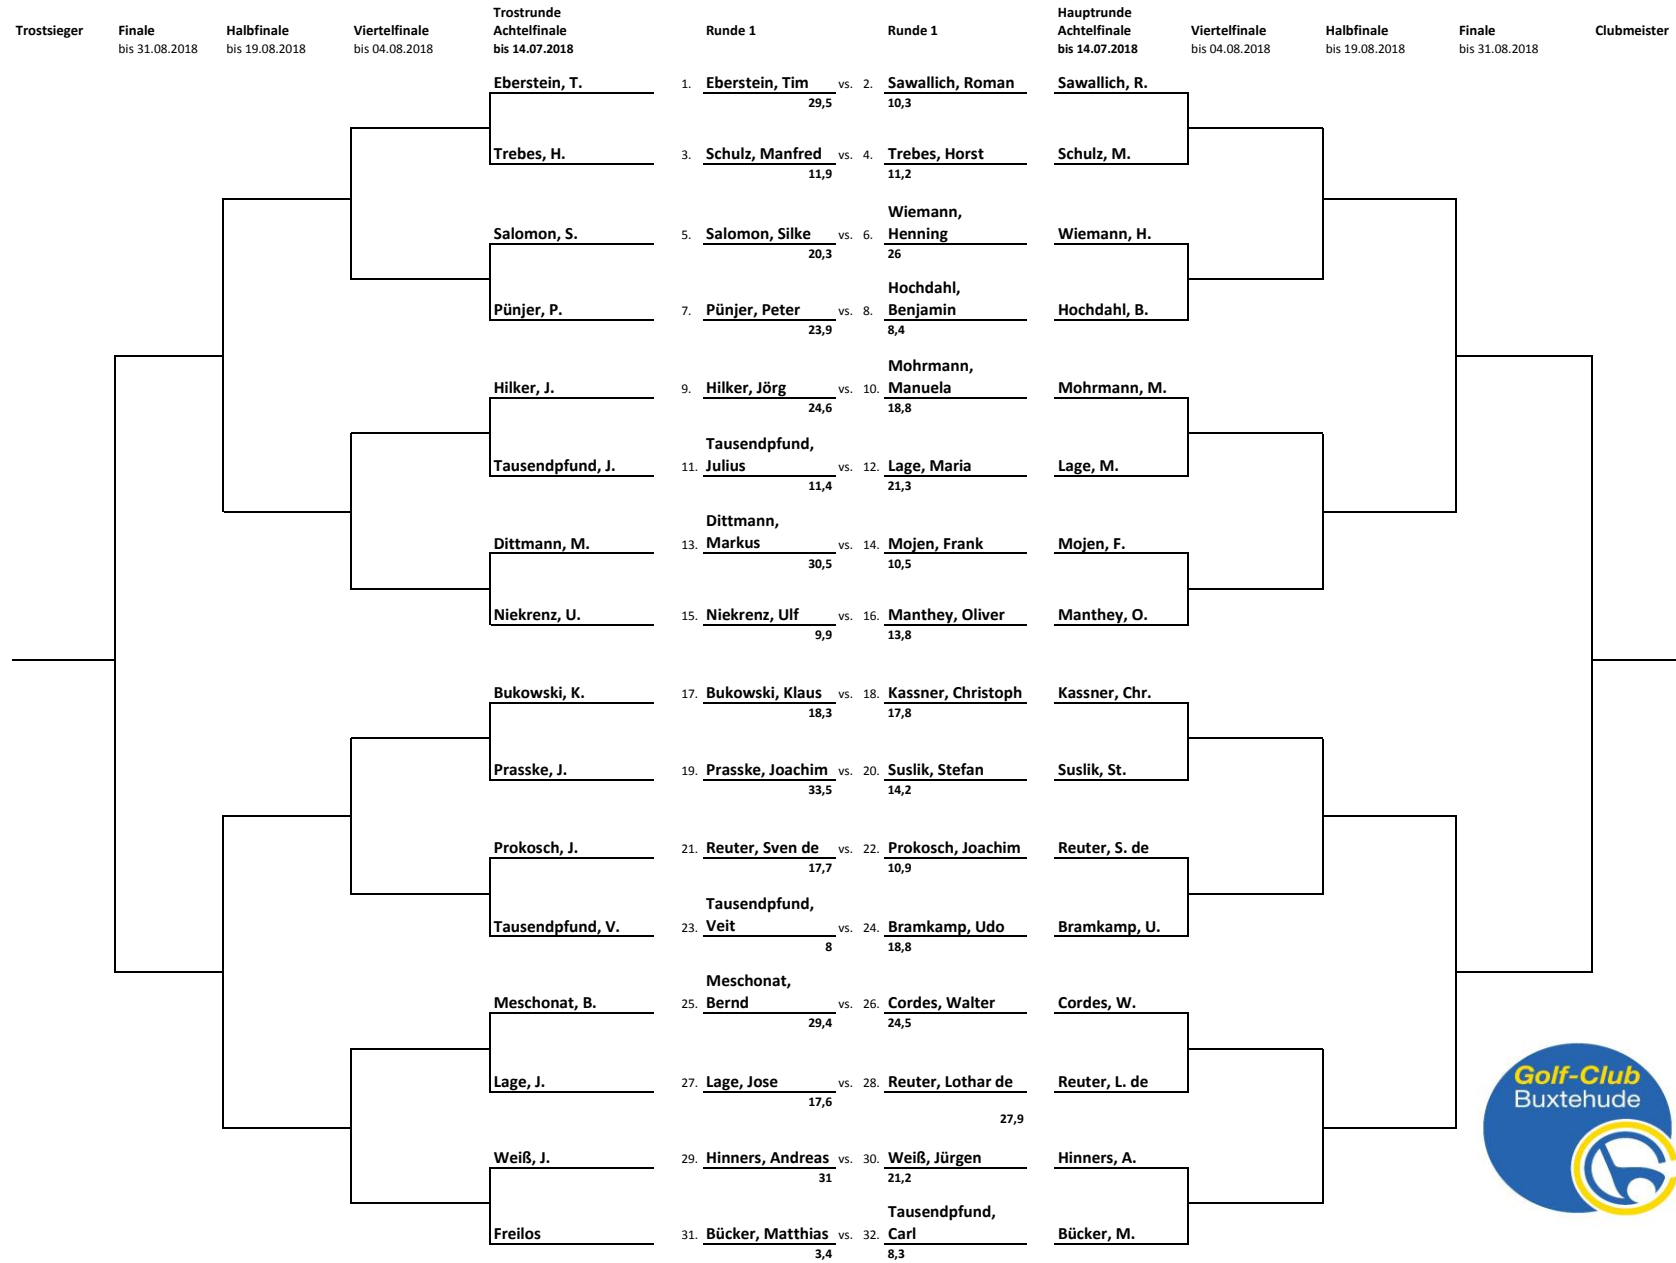 Trostsieger
Finale
bis 31.08.2018
Halbfinale
bis 19.08.2018
Viertelfinale
bis 04.08.2018
Trostrunde
Achtelfinale
bis 14.07.2018
Runde 1
Runde 1
Hauptrunde
Achtelfinale
bis 14.07.2018
Viertelfinale
bis 04.08.2018
Halbfinale
bis 19.08.2018
Finale
bis 31.08.2018
Clubmeister
Eberstein, T. 1. Eberstein, Tim vs. 2. Sawallich, Roman Sawallich, R.
29,5 10,3
Trebes, H. 3. Schulz, Manfred vs. 4. Trebes, Horst Schulz, M.
11,9 11,2
Wiemann,
Salomon, S. 5. Salomon, Silke vs. 6. Henning Wiemann, H.
20,3 26
Hochdahl,
Pünjer, P. 7. Pünjer, Peter vs. 8. Benjamin Hochdahl, B.
23,9 8,4
Mohrmann,
Hilker, J. 9. Hilker, Jörg vs. 10. Manuela Mohrmann, M.
24,6 18,8
Tausendpfund,
Tausendpfund, J. 11. Julius vs. 12. Lage, Maria Lage, M.
11,4 21,3
Dittmann,
Dittmann, M. 13. Markus vs. 14. Mojen, Frank Mojen, F.
30,5 10,5
Niekrenz, U. 15. Niekrenz, Ulf vs. 16. Manthey, Oliver Manthey, O.
9,9 13,8
Bukowski, K. 17. Bukowski, Klaus vs. 18. Kassner, Christoph Kassner, Chr.
18,3 17,8
Prasske, J. 19. Prasske, Joachim vs. 20. Suslik, Stefan Suslik, St.
33,5 14,2
Prokosch, J. 21. Reuter, Sven de vs. 22. Prokosch, Joachim Reuter, S. de
17,7 10,9
Tausendpfund,
Tausendpfund, V. 23. Veit vs. 24. Bramkamp, Udo Bramkamp, U.
8 18,8
Meschonat,
Meschonat, B. 25. Bernd vs. 26. Cordes, Walter Cordes, W.
29,4 24,5
Lage, J. 27. Lage, Jose vs. 28. Reuter, Lothar de Reuter, L. de
17,6 27,9
Weiß, J. 29. Hinners, Andreas vs. 30. Weiß, Jürgen Hinners, A.
31 21,2
Tausendpfund,
Freilos 31. Bücker, Matthias vs. 32. Carl Bücker, M.
3,4 8,3
Golf-Club
Buxtehude